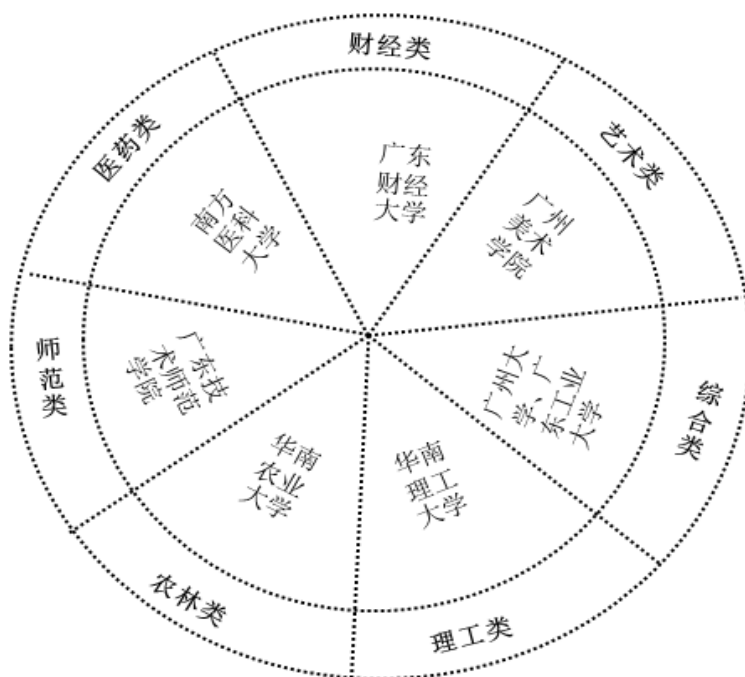 财经类
艺术类
综合类
理工类
农林类
师范类
医药类
广东
财经
大学
广州
美术
学院
广州大
学、广
东工业
大学
华南
理工
大学
华南
农业
大学
广东技
术师范
学院
南方
医科
大学